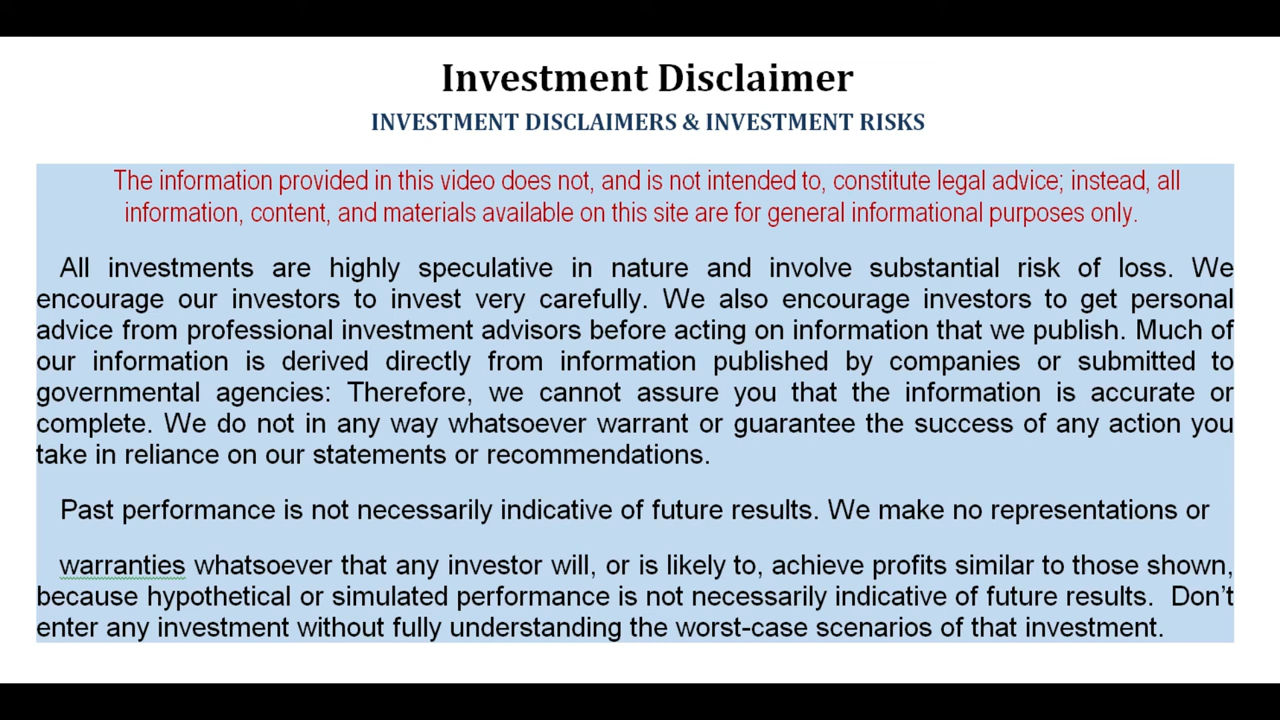 Investment Disclaimer
INVESTMENT DISCLAIMERS & INVESTMENT RISKS
The information provided in this video does not, and is not intended to, constitute legal advice; instead, all
information, content, and materials available on this site are for general informational purposes only.
All investments are highly speculative in nature and involve substantial risk of loss. We
encourage our investors to invest very carefully. We also encourage investors to get personal
advice from professional investment advisors before acting on information that we publish. Much of
our information is derived directly from information published by companies or submitted to
governmental agencies: Therefore, we cannot assure you that the information is accurate or
complete. We do not in any way whatsoever warrant or guarantee the success of any action you
take in reliance on our statements or recommendations.
Past performance is not necessarily indicative of future results. We make no representations or
warranties whatsoever that any investor will, or is likely to, achieve profits similar to those shown,
because hypothetical or simulated performance is not necessarily indicative of future results.  Don’t
enter any investment without fully understanding the worst-case scenarios of that investment.